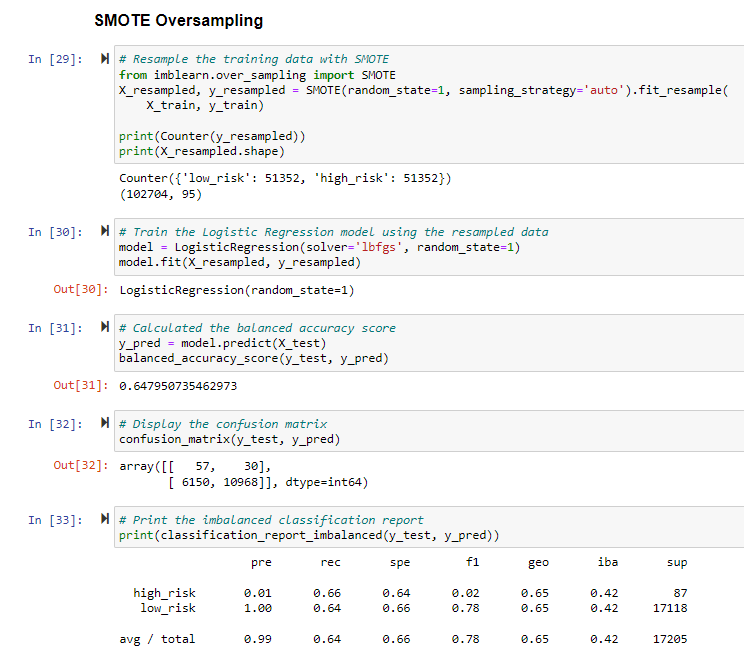 SMOTE Oversampling
In [29]: # Resample the training data with SMOTE
from imblearn.over_sampling import SMOTE
X_resampled, y_resampled = SMOTE(random_state=1, sampling_strategy='auto').fit_resample(
    X_train, y_train)
print(Counter(y_resampled))
print(X_resampled.shape)
Counter({'low_risk': 51352, 'high_risk': 51352})
(102704, 95)
In [30]: # Train the Logistic Regression model using the resampled data
model = LogisticRegression(solver='lbfgs', random_state=1)
model.fit(X_resampled, y_resampled)
Out[30]: LogisticRegression(random_state=1)
In [31]: # Calculated the balanced accuracy score
y_pred = model.predict(X_test)
balanced_accuracy_score(y_test, y_pred)
Out[31]: 0.647950735462973
In [32]: # Display the confusion matrix
confusion_matrix(y_test, y_pred)
Out[32]: array([[   57,    30],
       [ 6150, 10968]], dtype=int64)
In [33]: # Print the imbalanced classification report
print(classification_report_imbalanced(y_test, y_pred))
pre rec spe f1 geo iba sup
high_risk 0.01 0.66 0.64 0.02 0.65 0.42 87
low_risk 1.00 0.64 0.66 0.78 0.65 0.42 17118
avg / total 0.99 0.64 0.66 0.78 0.65 0.42 17205